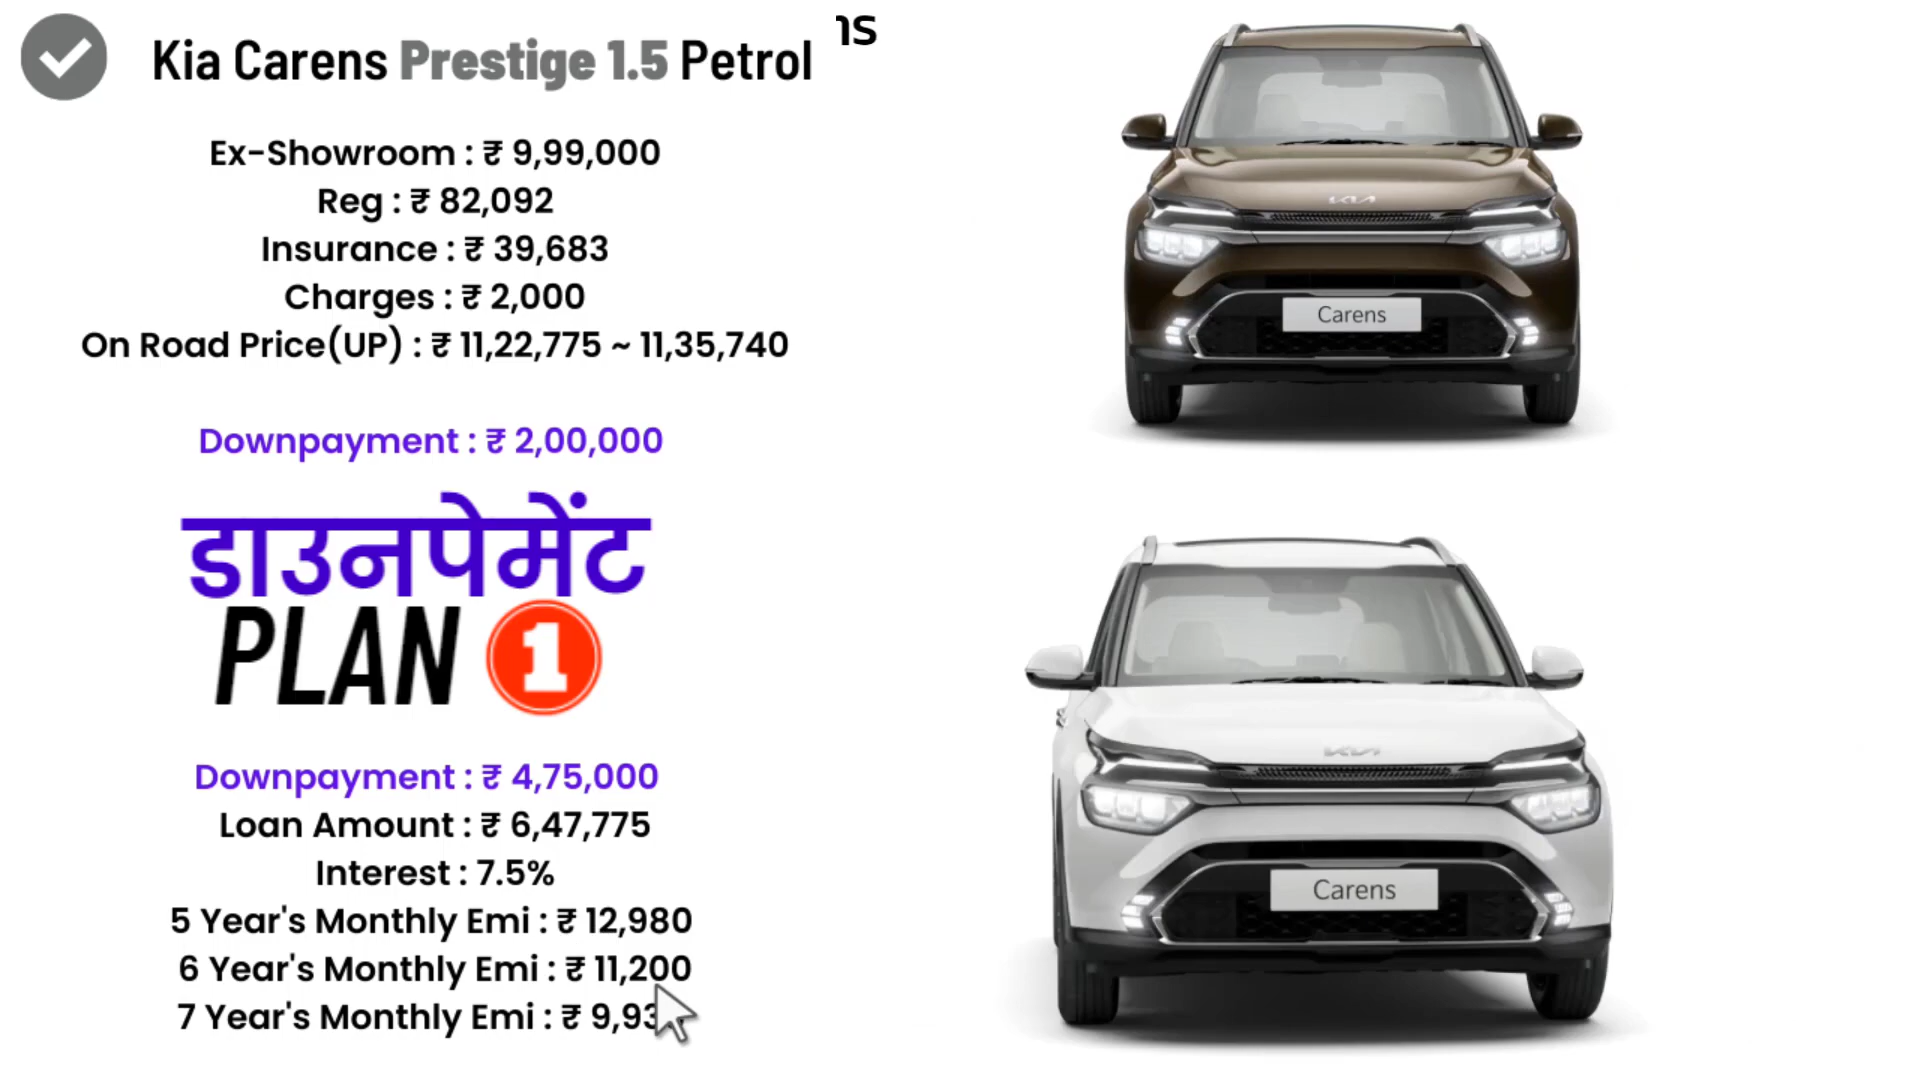 ns
Kia Carens Prestige 1.5 Petrol
Ex-Showroom : ₹ 9,99,000
Reg : ₹ 82,092
Insurance : ₹ 39,683
Charges : ₹ 2,000
On Road Price(UP) : ₹ 11,22,775 ~ 11,35,740
Downpayment : ₹ 2,00,000
डाउनपेमेंट
PLAN 1
Downpayment : ₹ 4,75,000
Loan Amount : ₹ 6,47,775
Interest : 7.5%
5 Year's Monthly Emi : ₹ 12,980
6 Year's Monthly Emi : ₹ 11,200
7 Year's Monthly Emi : ₹
KIA
Carens
KIA
Carens